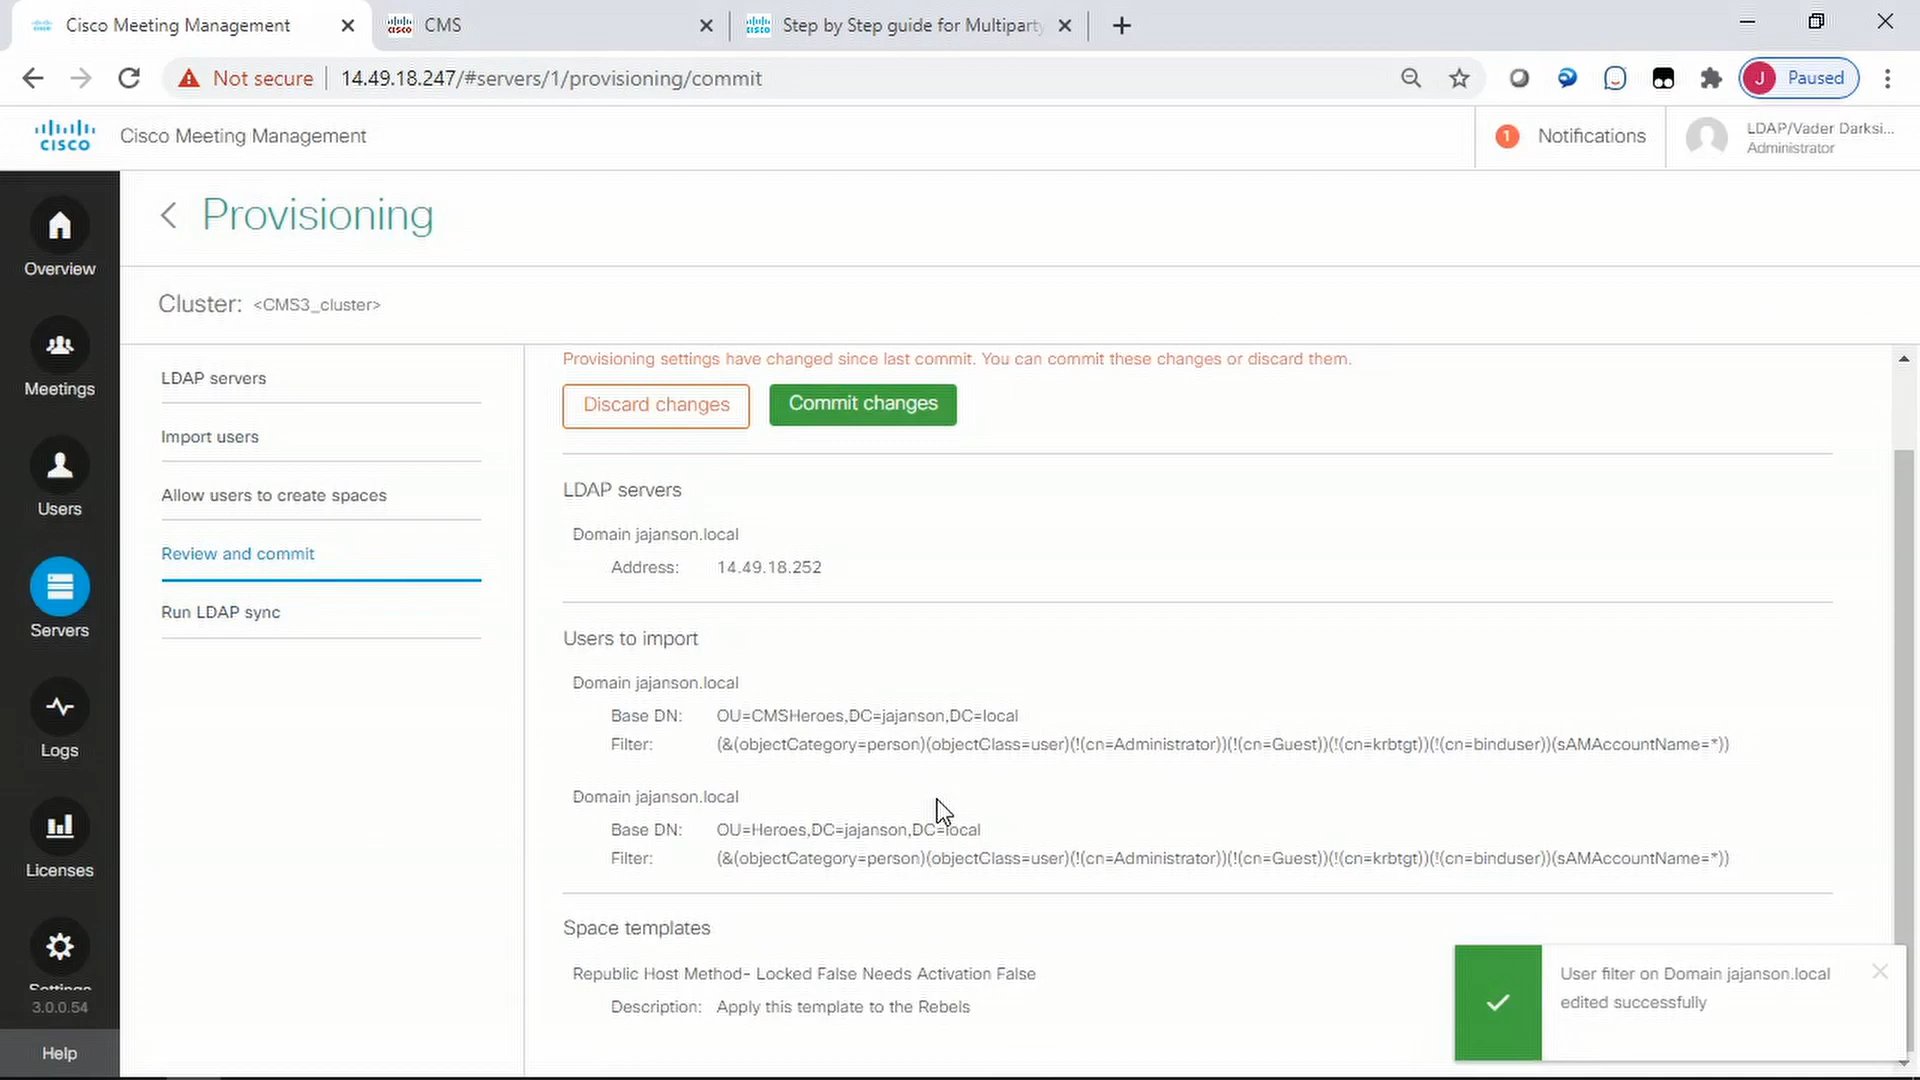 Cisco Meeting Management
CMS
Step by Step guide for Multiparty
Not secure
14.49.18.247/#servers/1/provisioning/commit
J
Paused
CISCO
Cisco Meeting Management
1
Notifications
LDAP/Vader Darksi...
Administrator
Overview
Meetings
Users
Servers
Logs
Licenses
Settings
3.0.0.54
Help
Provisioning
Cluster: <CMS3_cluster>
LDAP servers
Import users
Allow users to create spaces
Review and commit
Run LDAP sync
Provisioning settings have changed since last commit. You can commit these changes or discard them.
Discard changes
Commit changes
LDAP servers
Domain jajanson.local
Address: 14.49.18.252
Users to import
Domain jajanson.local
Base DN: OU=CMSHeroes,DC=jajanson,DC=local
Filter: (&(objectCategory=person)(objectClass=user)(!(cn=Administrator))(!(cn=Guest))(!(cn=krbtgt))(!(cn=binduser))(sAMAccountName=*))
Domain jajanson.local
Base DN: OU=Heroes,DC=jajanson,DC=local
Filter: (&(objectCategory=person)(objectClass=user)(!(cn=Administrator))(!(cn=Guest))(!(cn=krbtgt))(!(cn=binduser))(sAMAccountName=*))
Space templates
Republic Host Method- Locked False Needs Activation False
Description: Apply this template to the Rebels
User filter on Domain jajanson.local
edited successfully